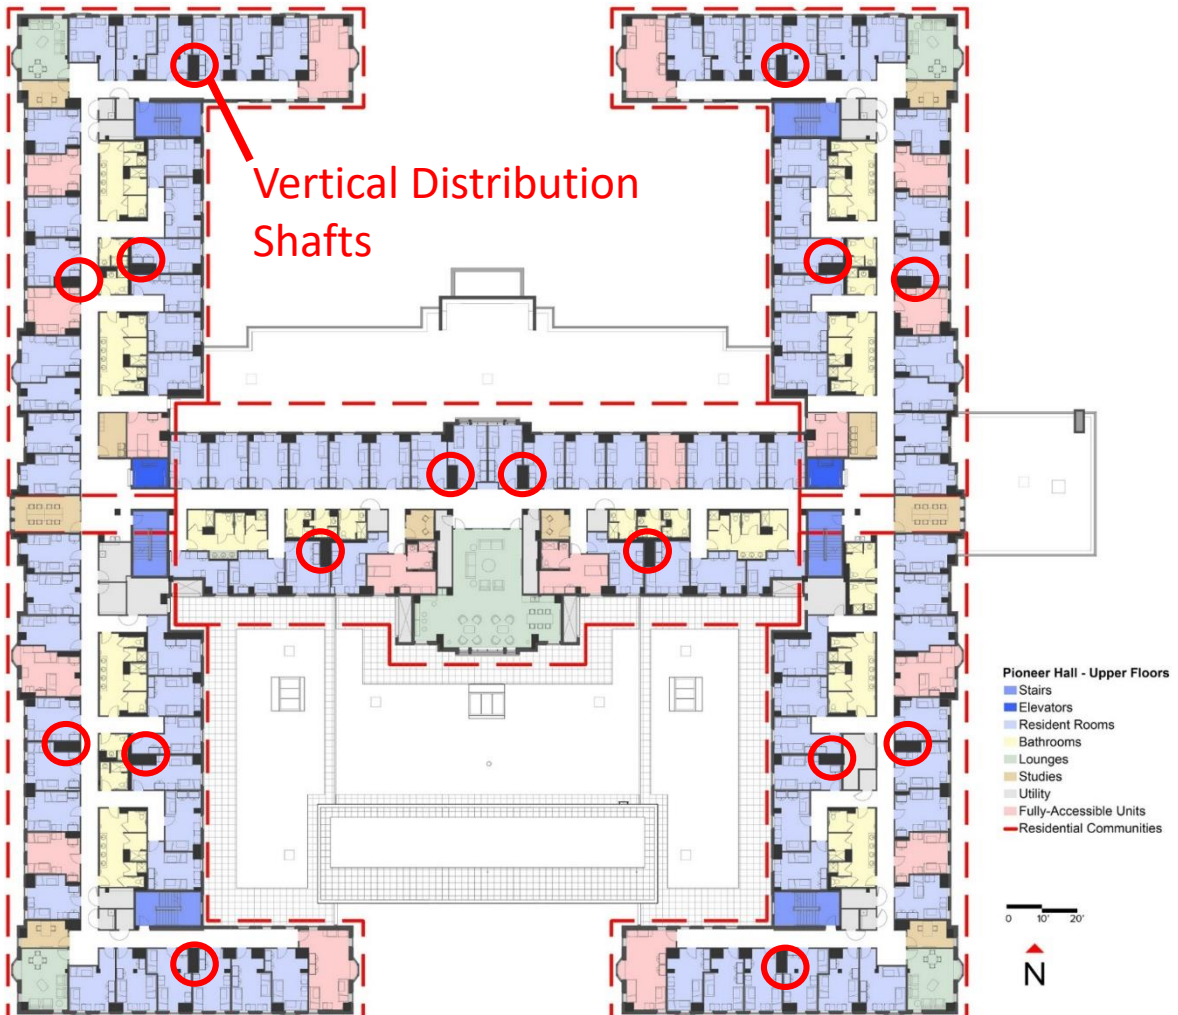 Vertical Distribution
Shafts
Pioneer Hall - Upper Floors
Stairs
Elevators
Resident Rooms
Bathrooms
Lounges
Studies
Utility
Fully-Accessible Units
Residential Communities
0 10' 20'
N